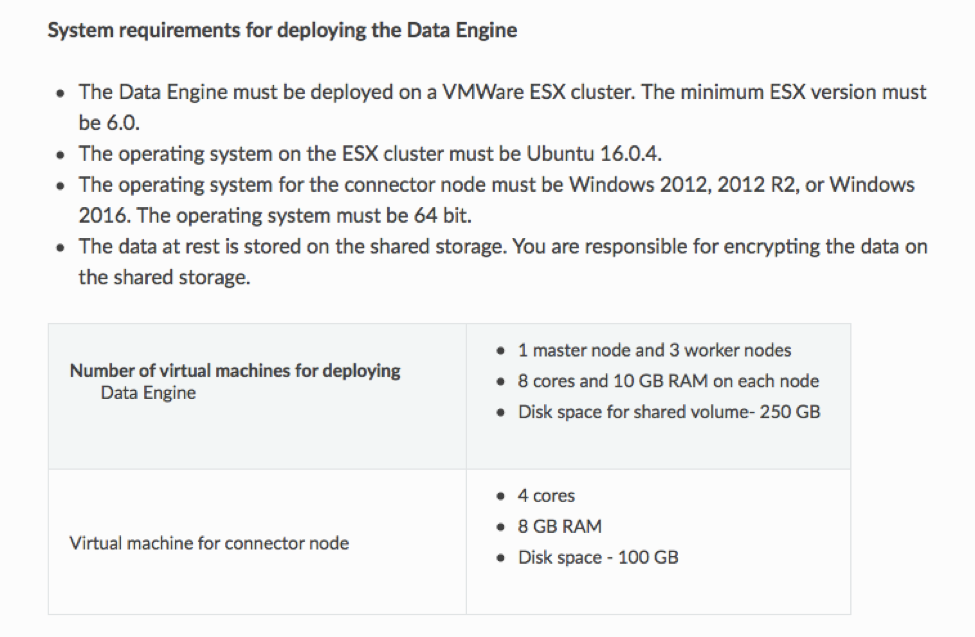 System requirements for deploying the Data Engine
• The Data Engine must be deployed on a VMWare ESX cluster. The minimum ESX version must
be 6.0.
• The operating system on the ESX cluster must be Ubuntu 16.0.4.
• The operating system for the connector node must be Windows 2012, 2012 R2, or Windows
2016. The operating system must be 64 bit.
• The data at rest is stored on the shared storage. You are responsible for encrypting the data on
the shared storage.
Number of virtual machines for deploying
Data Engine
• 1 master node and 3 worker nodes
• 8 cores and 10 GB RAM on each node
• Disk space for shared volume- 250 GB
Virtual machine for connector node
• 4 cores
• 8 GB RAM
• Disk space - 100 GB